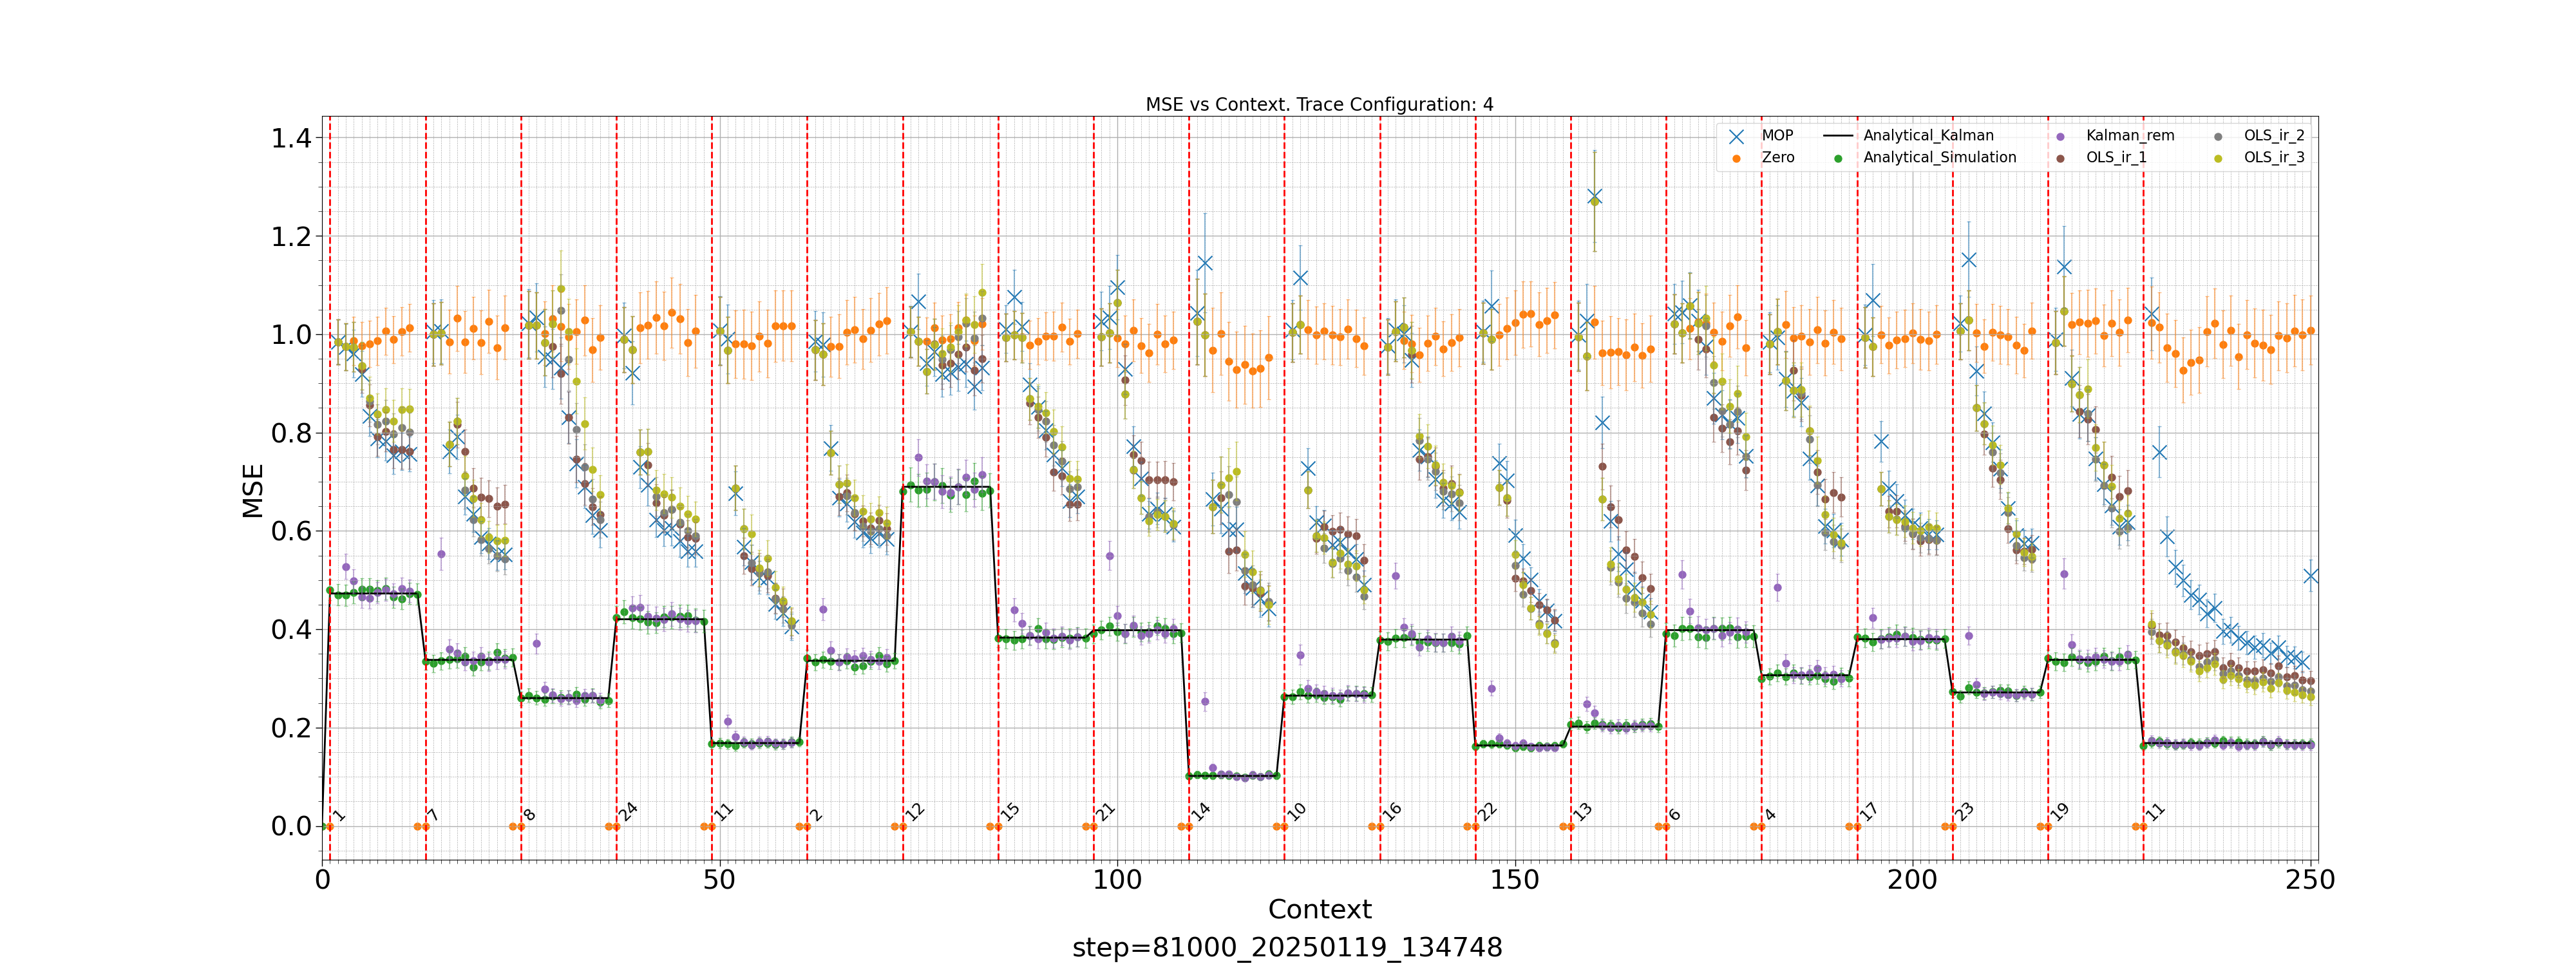 MSE vs Context. Trace Configuration: 4
MOP
Zero
Analytical_Kalman
Analytical_Simulation
Kalman_rem
OLS_ir_1
OLS_ir_2
OLS_ir_3
MSE
1.4
1.2
1.0
0.8
0.6
0.4
0.2
0.0
1 7 8 24 11 2 12 15 21 14 10 16 22 13 6 4 17 23 19 11
0 50 100 150 200 250
Context
step=81000_20250119_134748